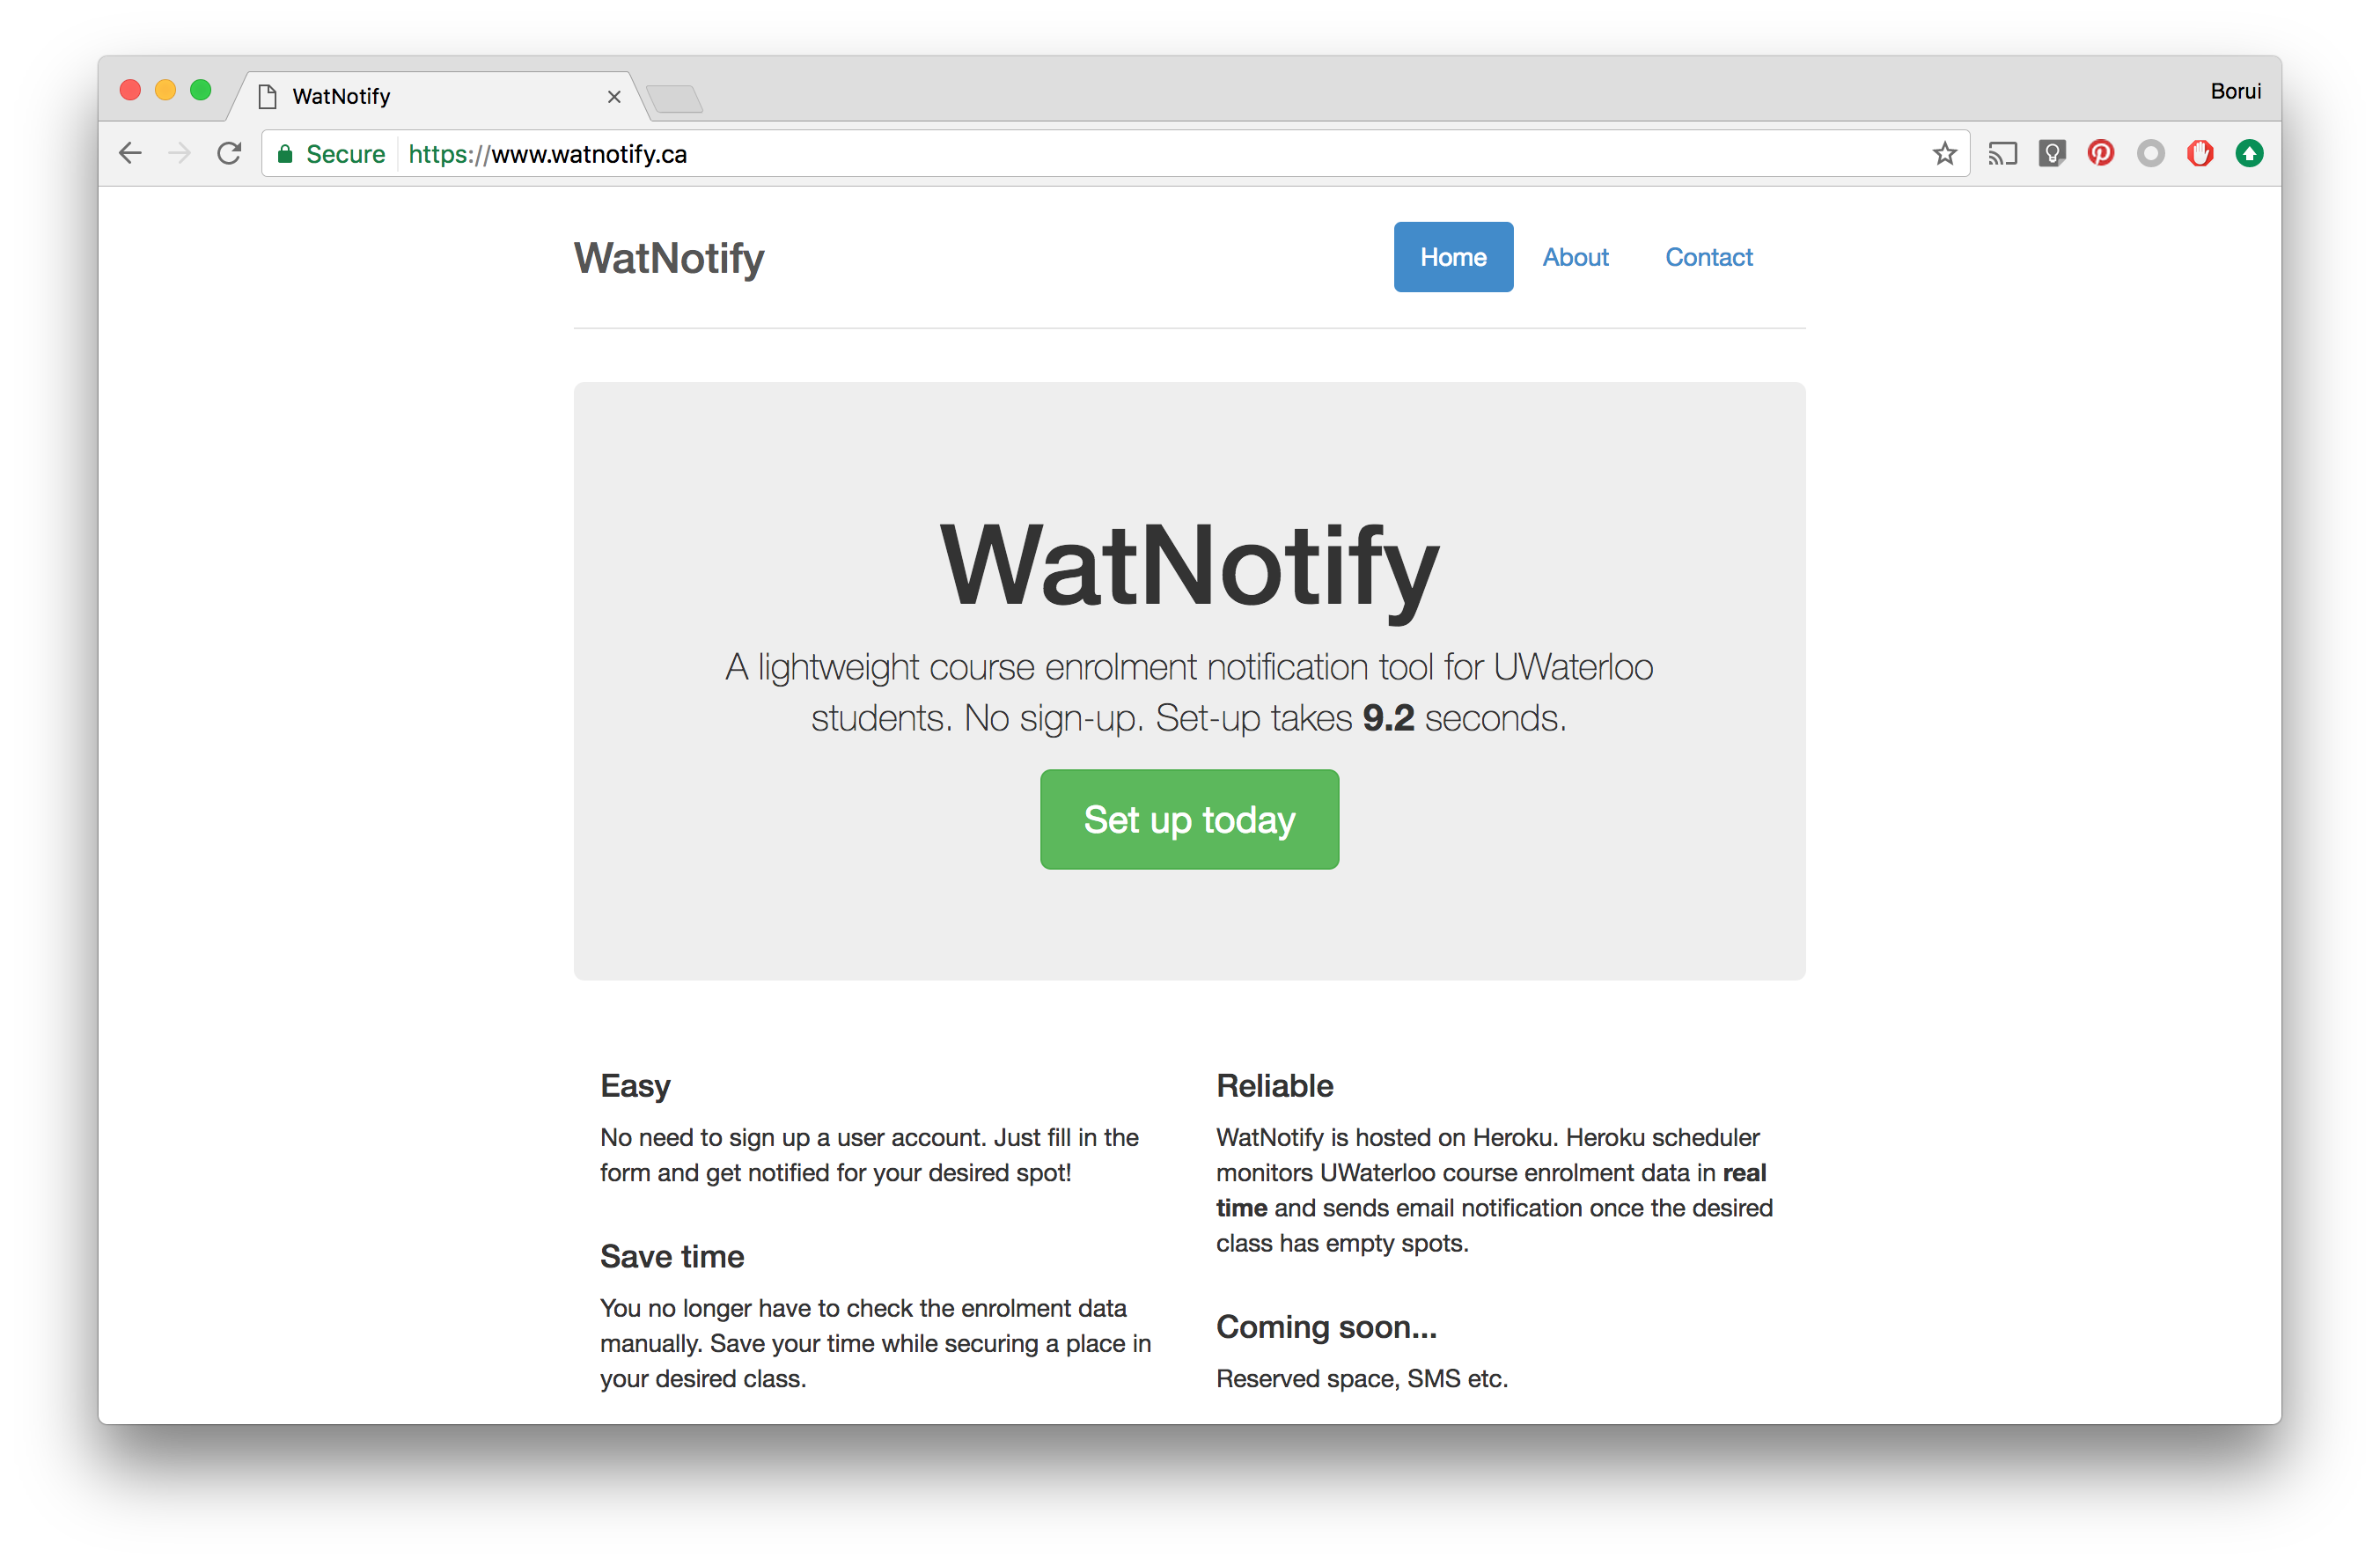 WatNotify
Borui
Secure https://www.watnotify.ca
WatNotify
Home
About
Contact
WatNotify
A lightweight course enrolment notification tool for UWaterloo
students. No sign-up. Set-up takes 9.2 seconds.
Set up today
Easy
No need to sign up a user account. Just fill in the
form and get notified for your desired spot!
Save time
You no longer have to check the enrolment data
manually. Save your time while securing a place in
your desired class.
Reliable
WatNotify is hosted on Heroku. Heroku scheduler
monitors UWaterloo course enrolment data in real
time and sends email notification once the desired
class has empty spots.
Coming soon...
Reserved space, SMS etc.